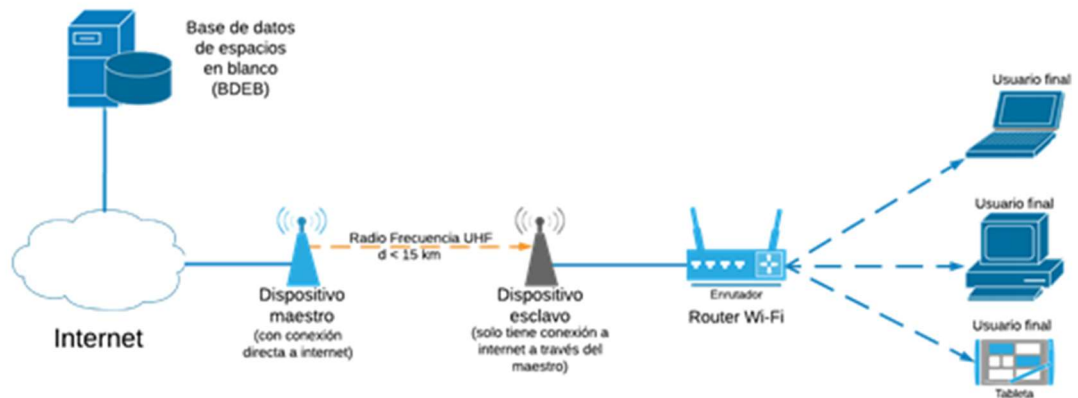 Base de datos
de espacios
en blanco
(BDEB)
Internet
Dispositivo
maestro
(con conexión
directa a internet)
Radio Frecuencia UHF
d < 15 km
Dispositivo
esclavo
(solo tiene conexión a
internet a través del
maestro)
Enrutador
Router Wi-Fi
Usuario final
Usuario final
Usuario final
Tableta